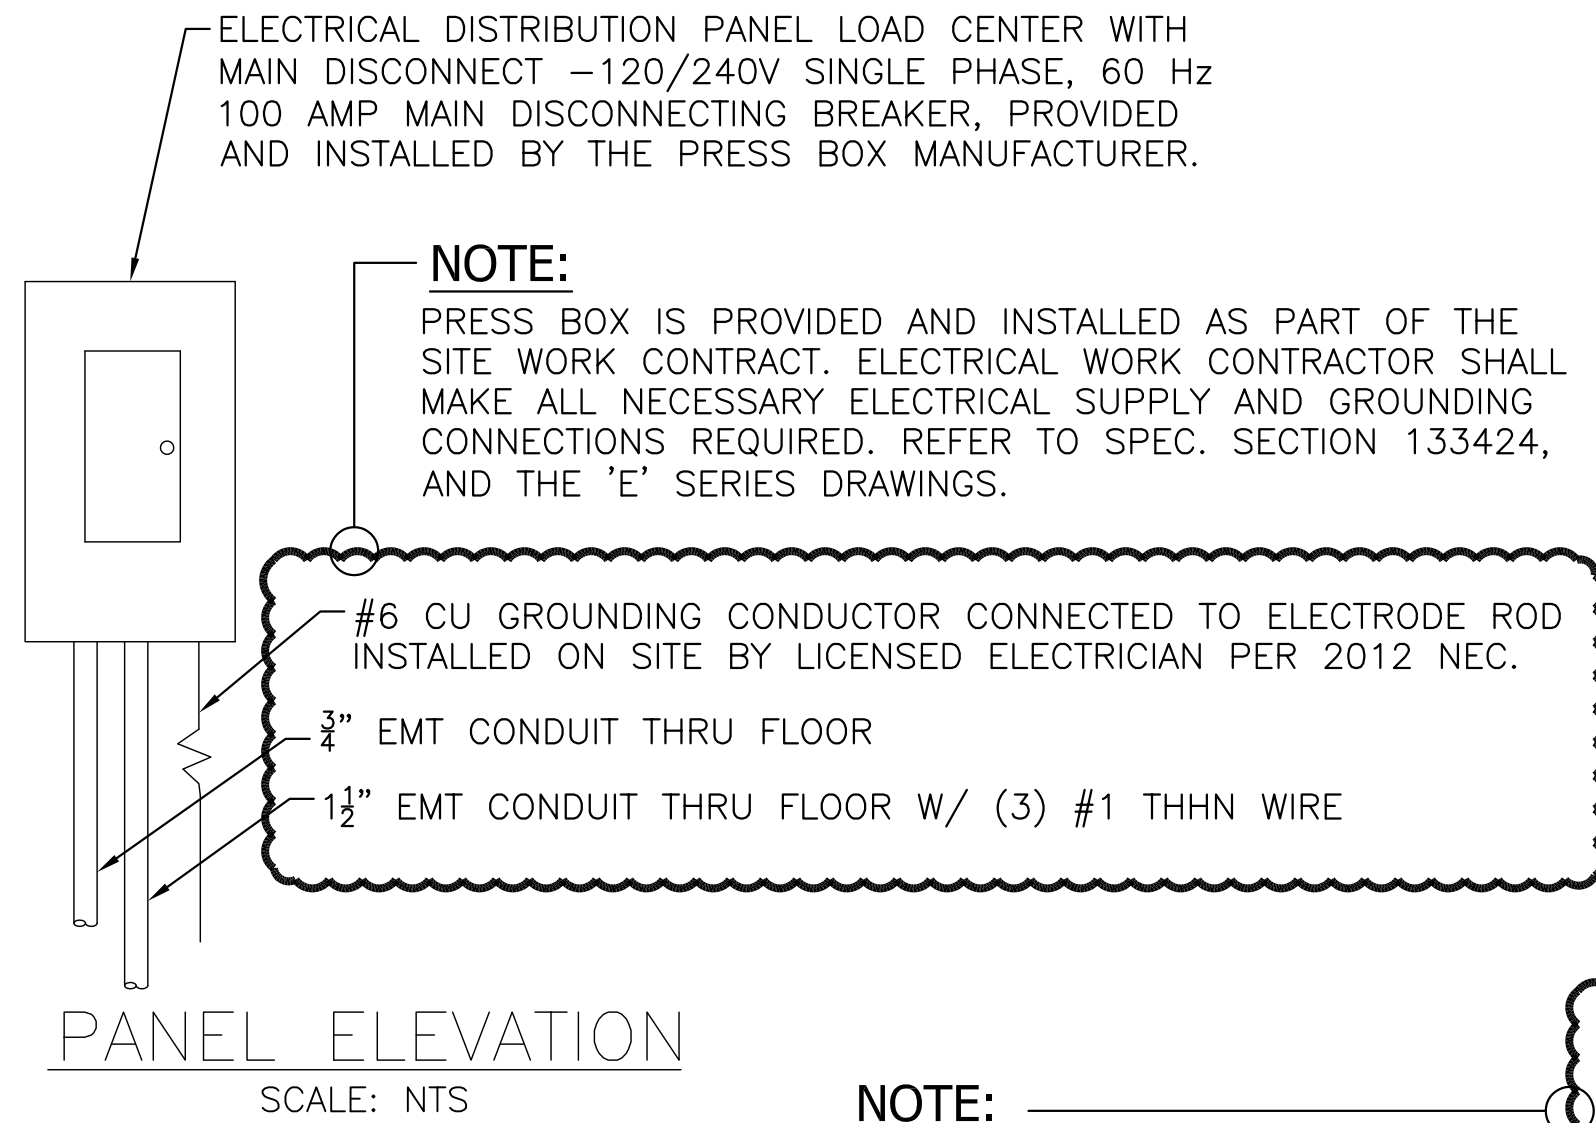 ELECTRICAL DISTRIBUTION PANEL LOAD CENTER WITH
MAIN DISCONNECT -120/240V SINGLE PHASE, 60 Hz
100 AMP MAIN DISCONNECTING BREAKER, PROVIDED
AND INSTALLED BY THE PRESS BOX MANUFACTURER.
NOTE:
PRESS BOX IS PROVIDED AND INSTALLED AS PART OF THE
SITE WORK CONTRACT. ELECTRICAL WORK CONTRACTOR SHALL
MAKE ALL NECESSARY ELECTRICAL SUPPLY AND GROUNDING
CONNECTIONS REQUIRED. REFER TO SPEC. SECTION 133424,
AND THE 'E' SERIES DRAWINGS.
#6 CU GROUNDING CONDUCTOR CONNECTED TO ELECTRODE ROD
INSTALLED ON SITE BY LICENSED ELECTRICIAN PER 2012 NEC.
3/4" EMT CONDUIT THRU FLOOR
1 1/2" EMT CONDUIT THRU FLOOR W/ (3) #1 THHN WIRE
PANEL ELEVATION
SCALE: NTS
NOTE: